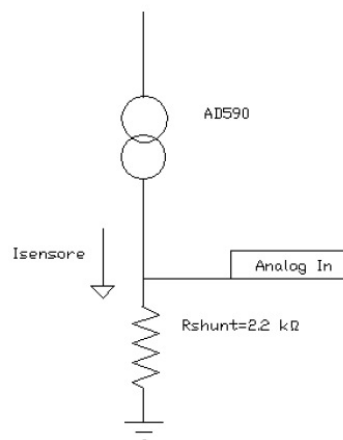 AD590
Isensore
Analog In
Rshunt=2.2 kΩ